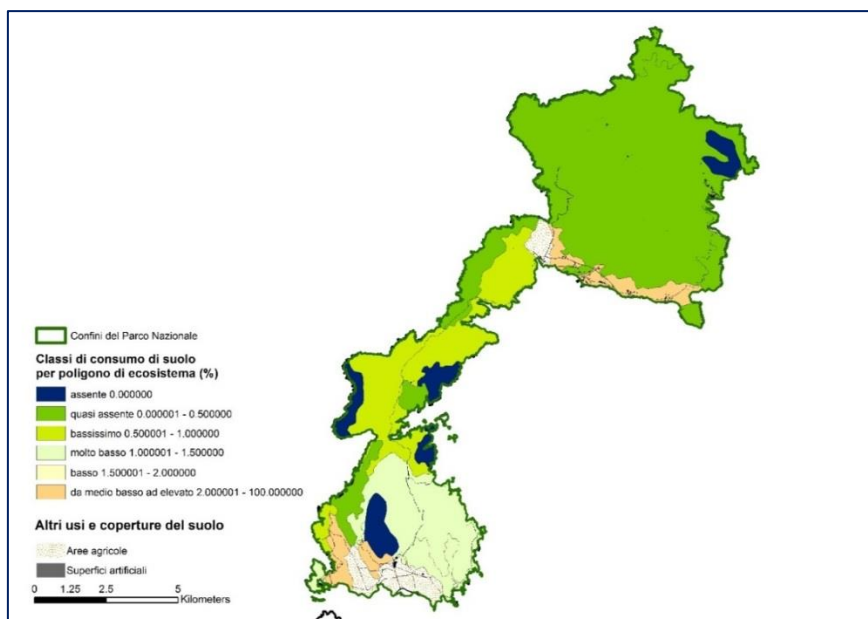 Confini del Parco Nazionale
Classi di consumo di suolo
per poligono di ecosistema (%)
assente 0.000000
quasi assente 0.000001 - 0.500000
bassissimo 0.500001 - 1.000000
molto basso 1.000001 - 1.500000
basso 1.500001 - 2.000000
da medio basso ad elevato 2.000001 - 100.000000
Altri usi e coperture del suolo
Aree agricole
Superfici artificiali
0 1.25 2.5 5
Kilometers